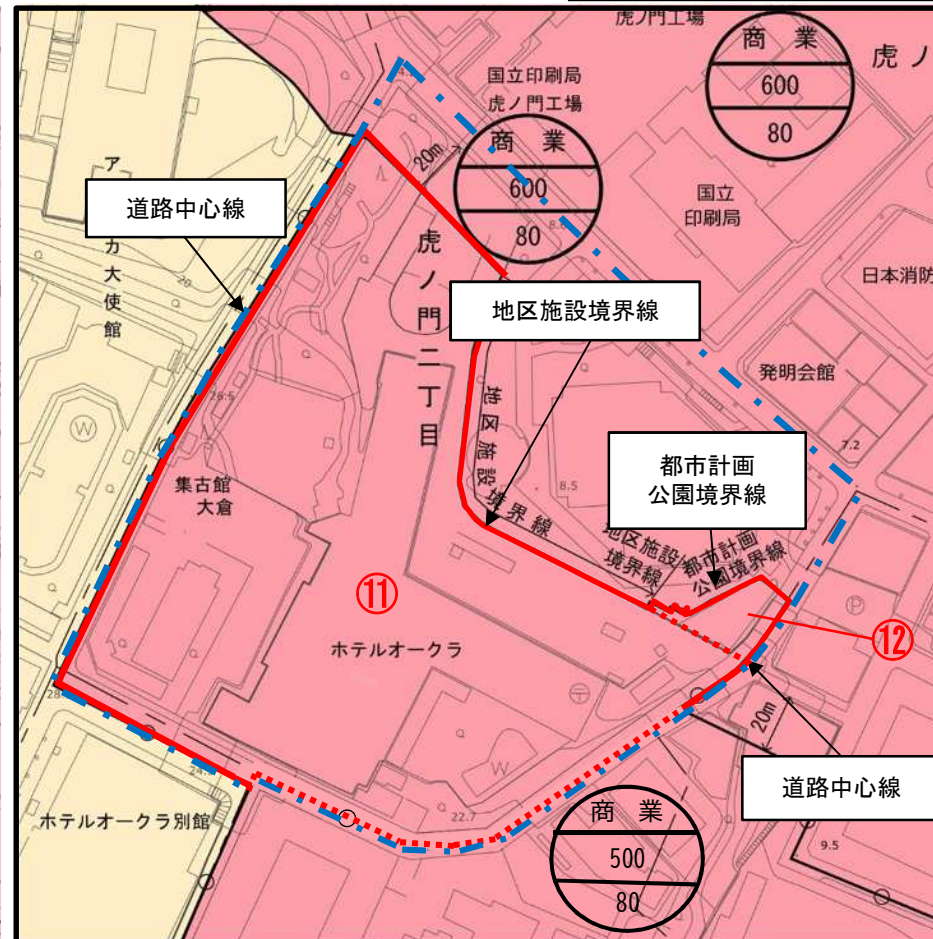 虎ノ門工場
商業
600
80
虎ノ
国立印刷局
虎ノ門工場
商業
600
80
20m
国立
印刷局
日本消防
道路中心線
大使館
虎ノ門二丁目
8.6
20
地区施設境界線
発明会館
7.2
26.5
地区施設境界線
都市計画
公園境界線
集古館
大倉
8.5
地区施設
境界線
都市計画
公園境界線
⑪
⑫
ホテルオークラ
20m
道路中心線
ホテルオークラ別館
22.7
商業
500
80
9.5